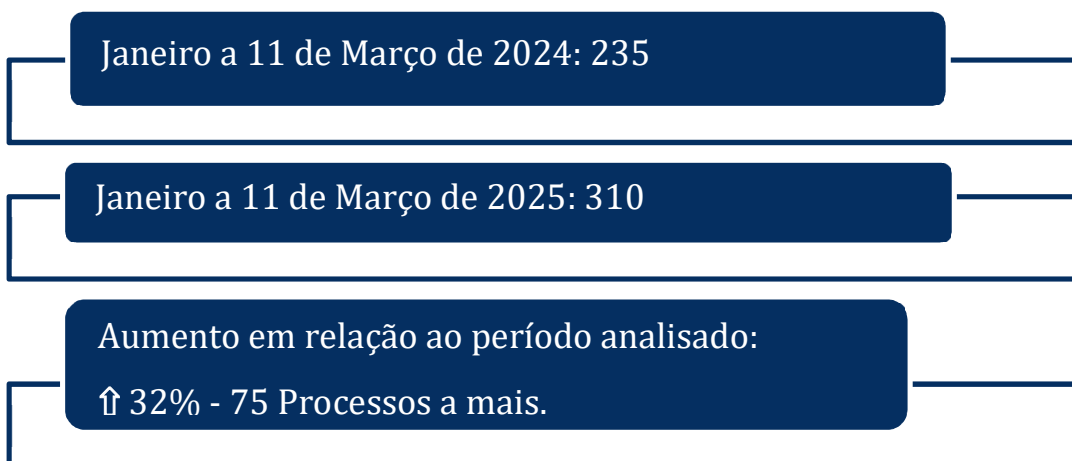 Janeiro a 11 de Março de 2024: 235
Janeiro a 11 de Março de 2025: 310
Aumento em relação ao período analisado:
⇧ 32% - 75 Processos a mais.